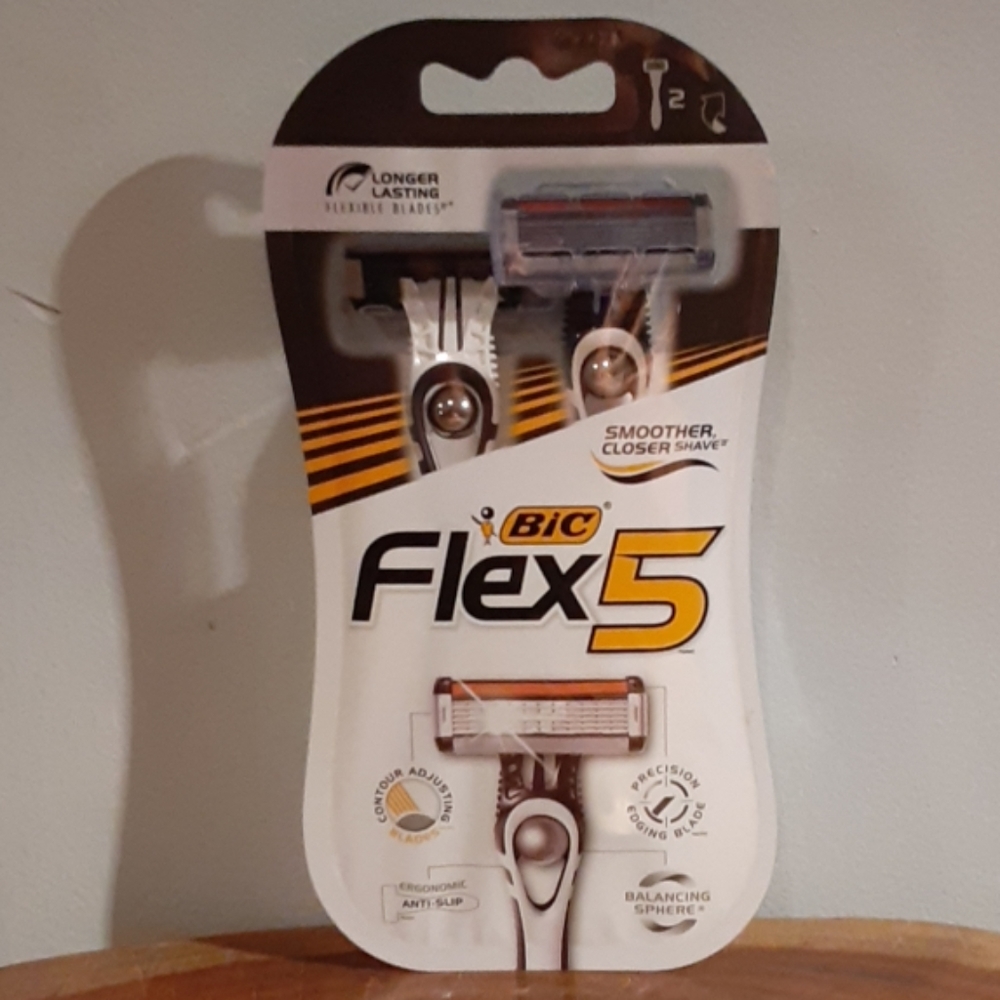 2
LONGER
LASTING
FLEXIBLE BLADES
SMOOTHER,
CLOSER SHAVE
BiC®
Flex5
CONTOUR ADJUSTING
BLADES
PRECISION
EDGING BLADE
ERGONOMIC
ANTI-SLIP
BALANCING
SPHERE